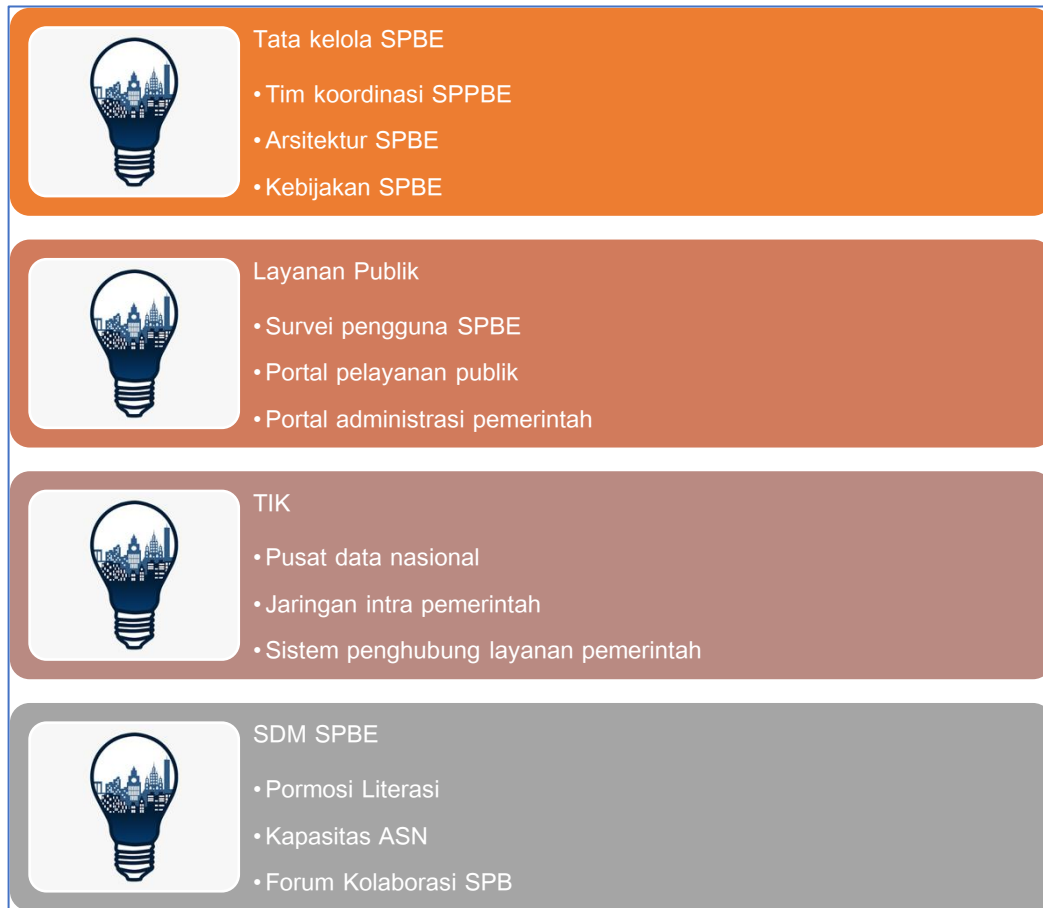 Tata kelola SPBE
• Tim koordinasi SPPBE
• Arsitektur SPBE
• Kebijakan SPBE
Layanan Publik
• Survei pengguna SPBE
• Portal pelayanan publik
• Portal administrasi pemerintah
TIK
• Pusat data nasional
• Jaringan intra pemerintah
• Sistem penghubung layanan pemerintah
SDM SPBE
• Pormosi Literasi
• Kapasitas ASN
• Forum Kolaborasi SPB